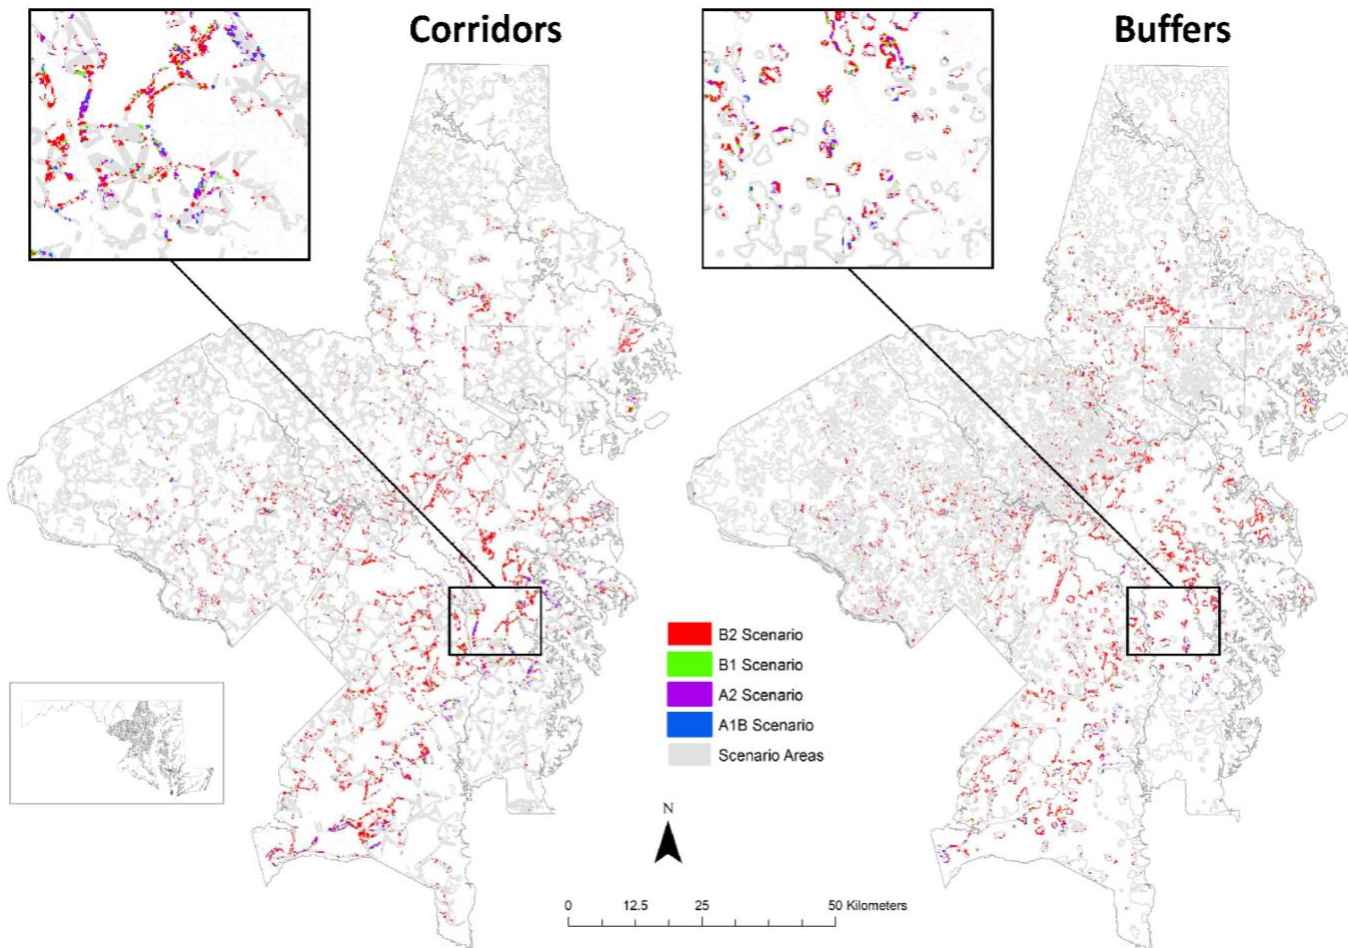 Corridors
Buffers
B2 Scenario
B1 Scenario
A2 Scenario
A1B Scenario
Scenario Areas
N
0 12.5 25 50 Kilometers